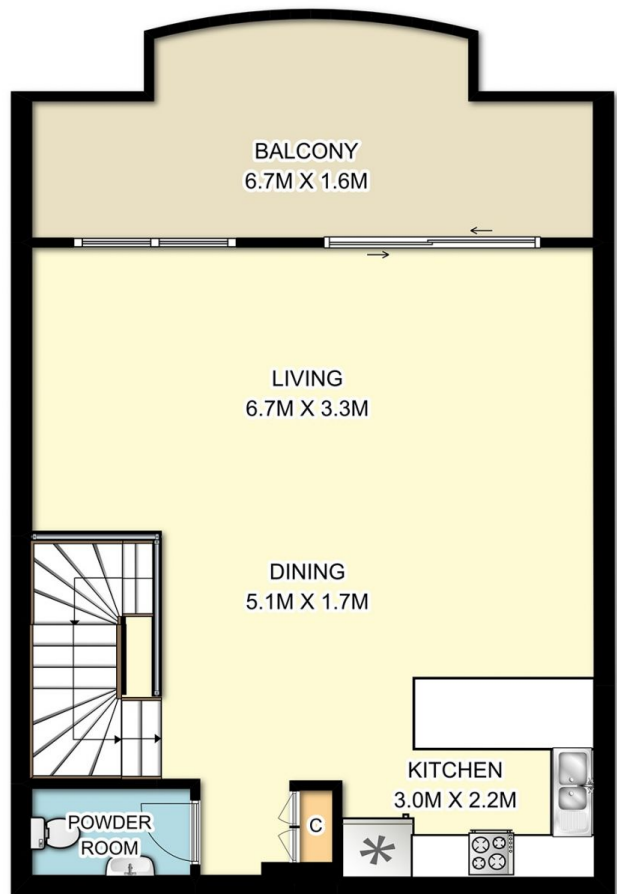 BALCONY
6.7M X 1.6M
LIVING
6.7M X 3.3M
DINING
5.1M X 1.7M
KITCHEN
3.0M X 2.2M
POWDER
ROOM
C